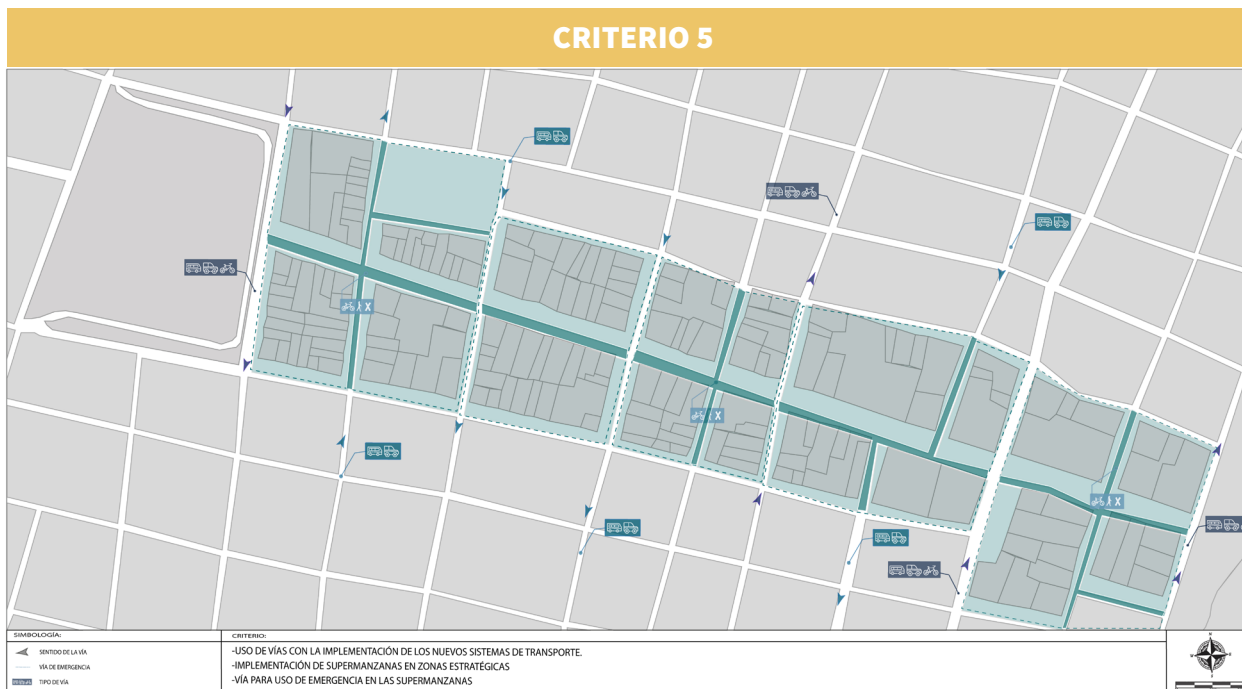 CRITERIO 5
X
X
X
SIMBOLOGÍA:
SENTIDO DE LA VÍA
VÍA DE EMERGENCIA
TIPO DE VÍA
CRITERIO:
-USO DE VÍAS CON LA IMPLEMENTACIÓN DE LOS NUEVOS SISTEMAS DE TRANSPORTE.
-IMPLEMENTACIÓN DE SUPERMANZANAS EN ZONAS ESTRATÉGICAS
-VÍA PARA USO DE EMERGENCIA EN LAS SUPERMANZANAS